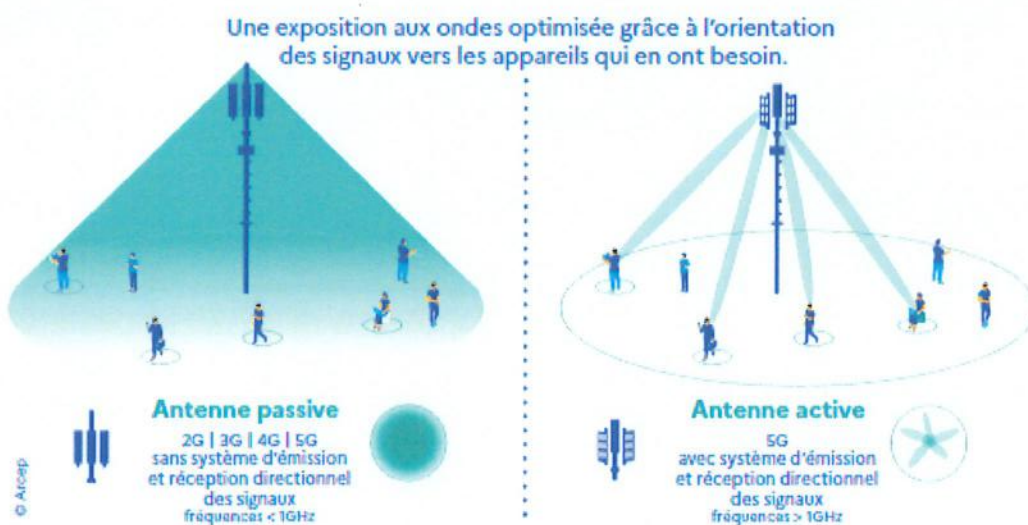 Une exposition aux ondes optimisée grâce à l'orientation
des signaux vers les appareils qui en ont besoin.
Antenne passive
2G | 3G | 4G | 5G
sans système d'émission
et réception directionnel
des signaux
fréquences < 1GHz
Antenne active
5G
avec système d'émission
et réception directionnel
des signaux
fréquences > 1GHz
© Arcep